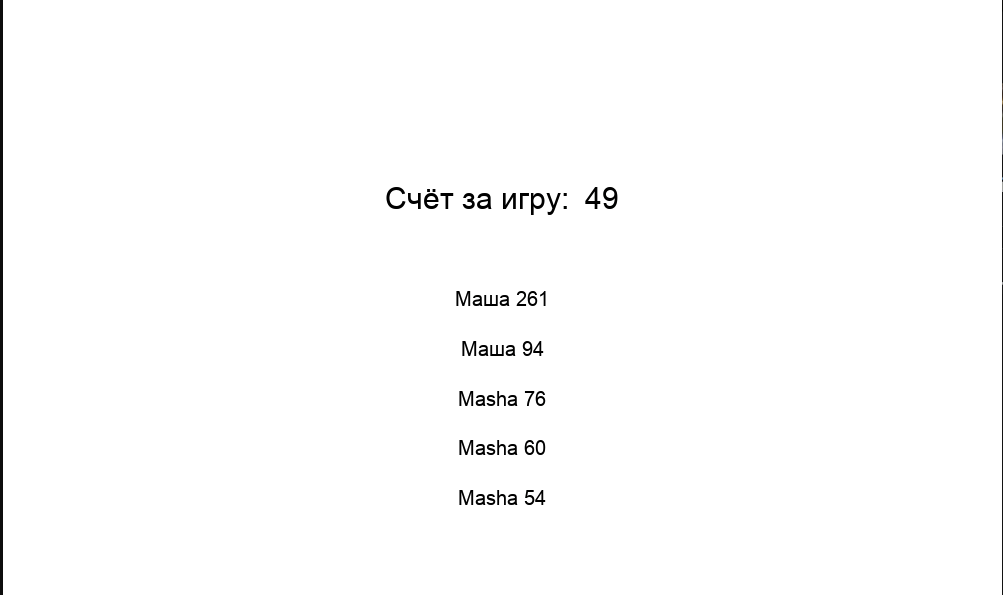 Счёт за игру: 49
Маша 261
Маша 94
Masha 76
Masha 60
Masha 54